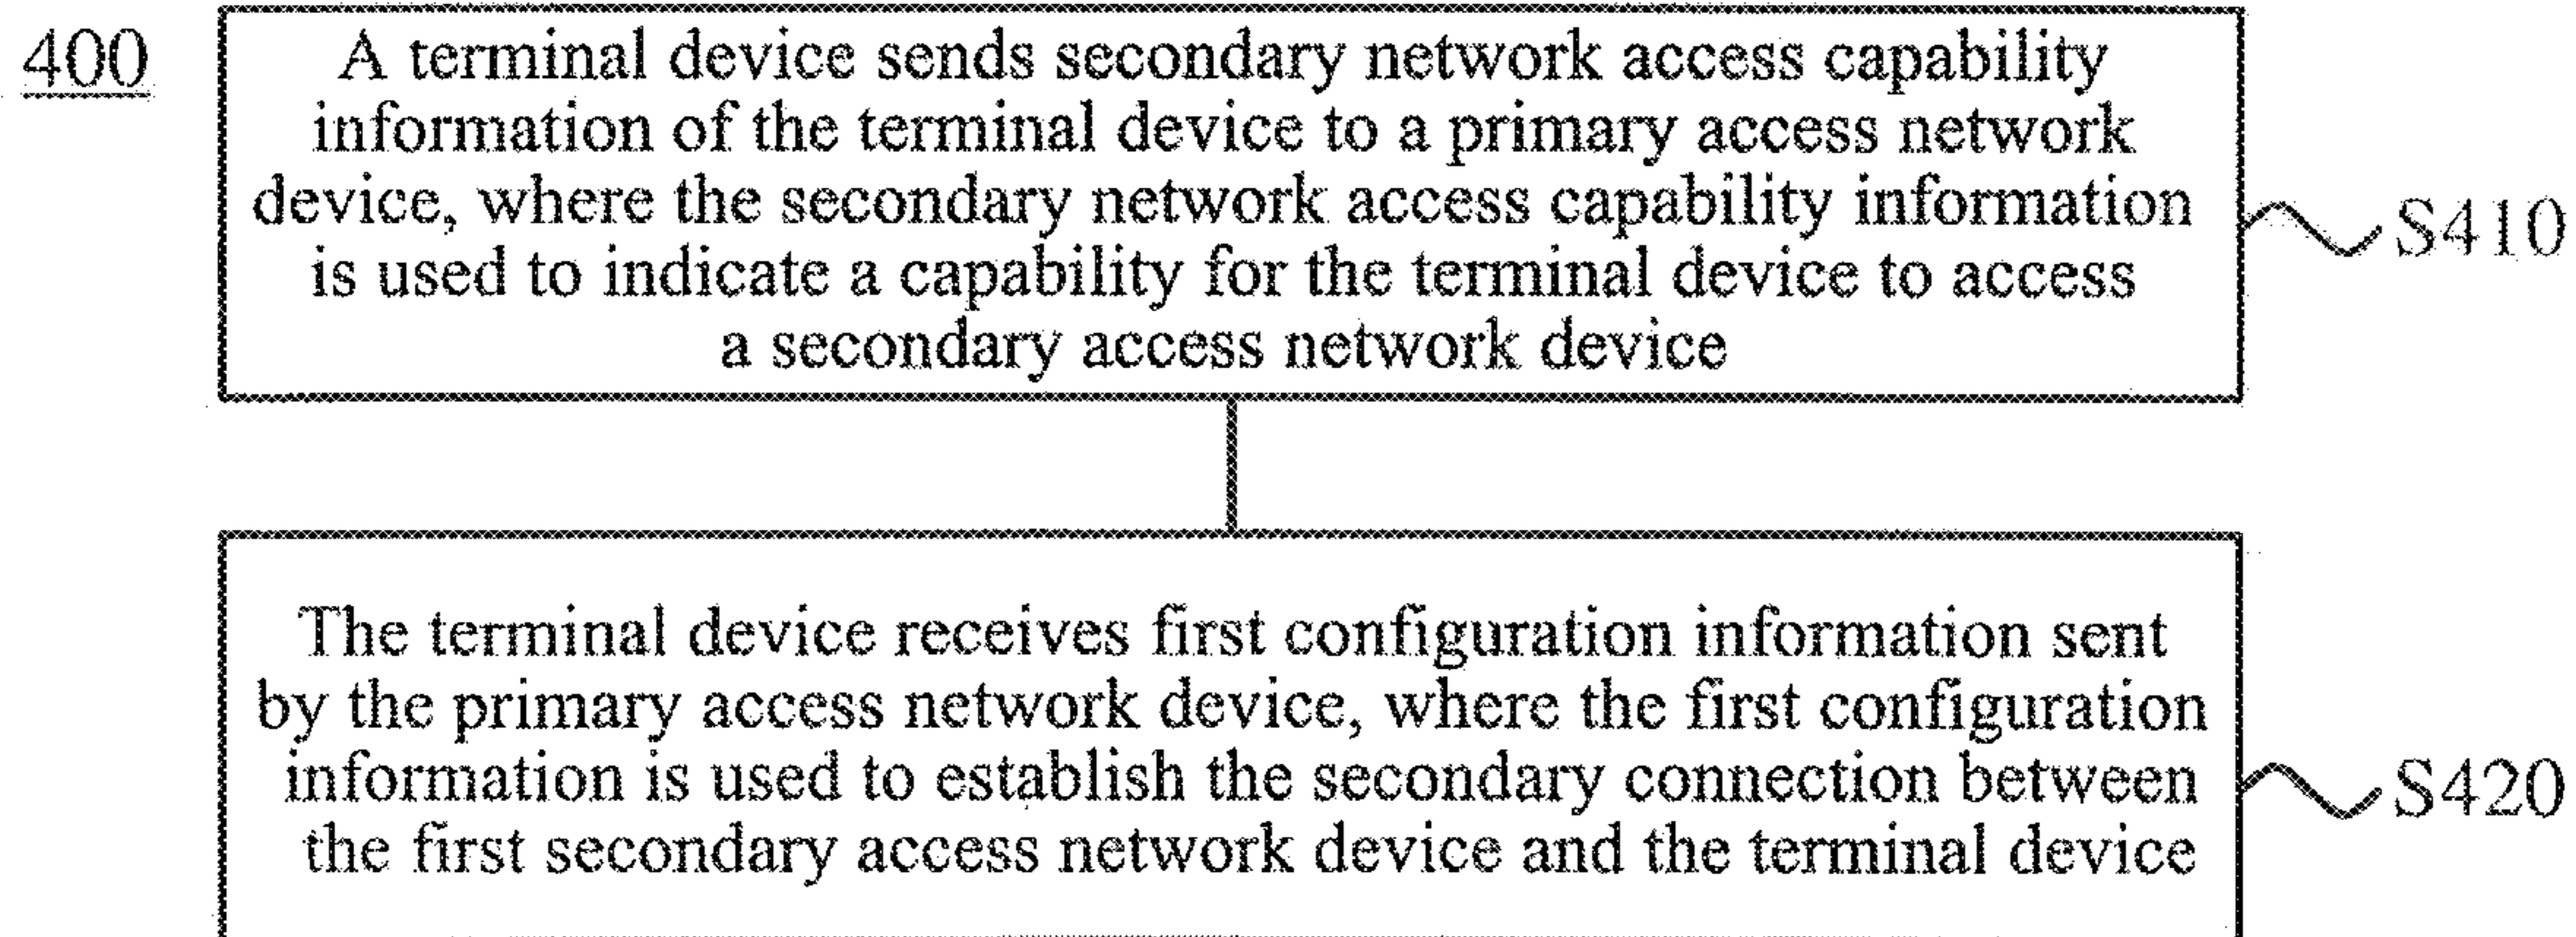 400
A terminal device sends secondary network access capability
information of the terminal device to a primary access network
device, where the secondary network access capability information
is used to indicate a capability for the terminal device to access
a secondary access network device
S410
The terminal device receives first configuration information sent
by the primary access network device, where the first configuration
information is used to establish the secondary connection between
the first secondary access network device and the terminal device
S420